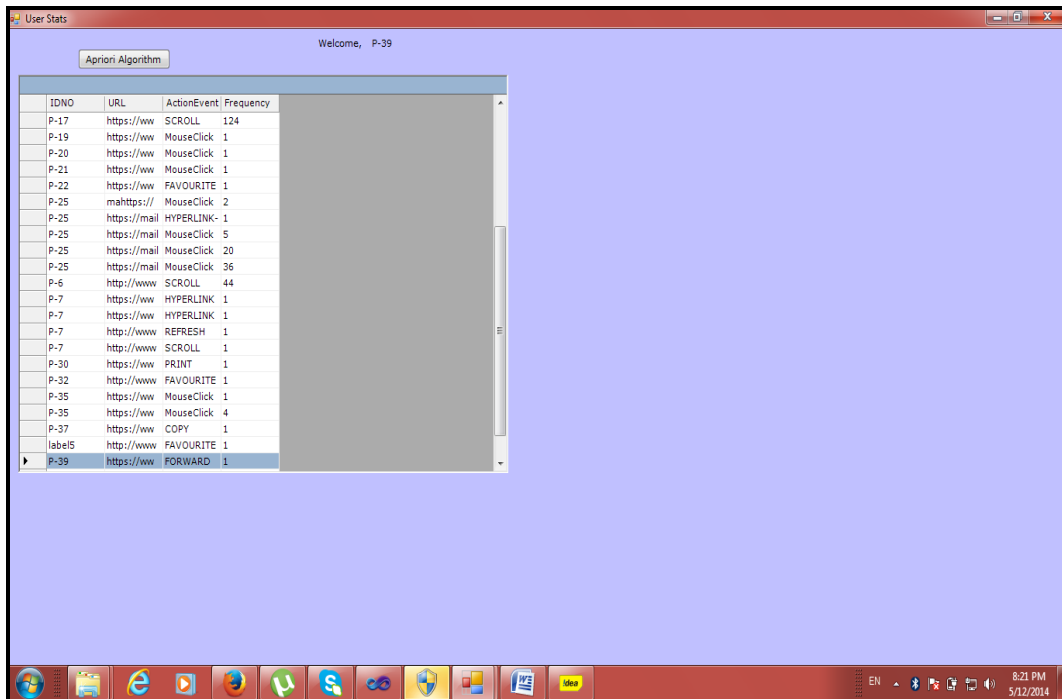 User Stats
Welcome, P-39
Apriori Algorithm
IDNO URL ActionEvent Frequency
P-17 https://ww SCROLL 124
P-19 https://ww MouseClick 1
P-20 https://ww MouseClick 1
P-21 https://ww MouseClick 1
P-22 https://ww FAVOURITE 1
P-25 mahttps:// MouseClick 2
P-25 https://mail HYPERLINK- 1
P-25 https://mail MouseClick 5
P-25 https://mail MouseClick 20
P-25 https://mail MouseClick 36
P-6 http://www SCROLL 44
P-7 https://ww HYPERLINK 1
P-7 https://ww HYPERLINK 1
P-7 http://www REFRESH 1
P-7 http://www SCROLL 1
P-30 https://ww PRINT 1
P-32 http://www FAVOURITE 1
P-35 https://ww MouseClick 1
P-35 https://ww MouseClick 4
P-37 https://ww COPY 1
label5 http://www FAVOURITE 1
P-39 https://ww FORWARD 1
idea
EN
8:21 PM
5/12/2014